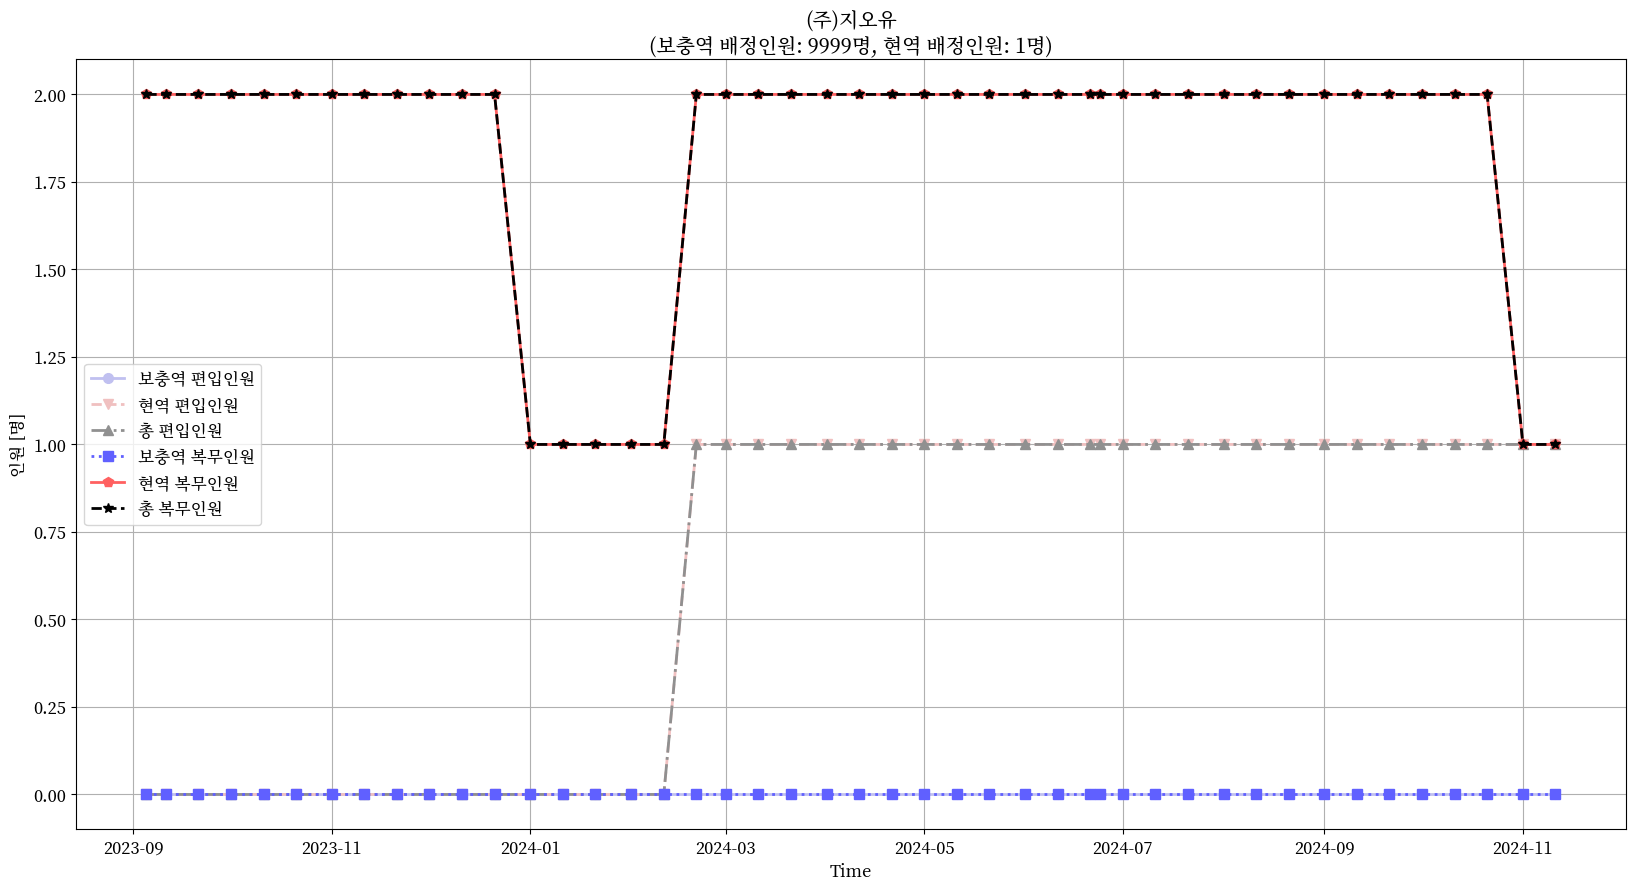 (주)지오유
(보충역 배정인원: 9999명, 현역 배정인원: 1명)
인원 [명]
2.00
1.75
1.50
1.25
1.00
0.75
0.50
0.25
0.00
보충역 편입인원
현역 편입인원
총 편입인원
보충역 복무인원
현역 복무인원
총 복무인원
2023-09
2023-11
2024-01
2024-03
2024-05
2024-07
2024-09
2024-11
Time